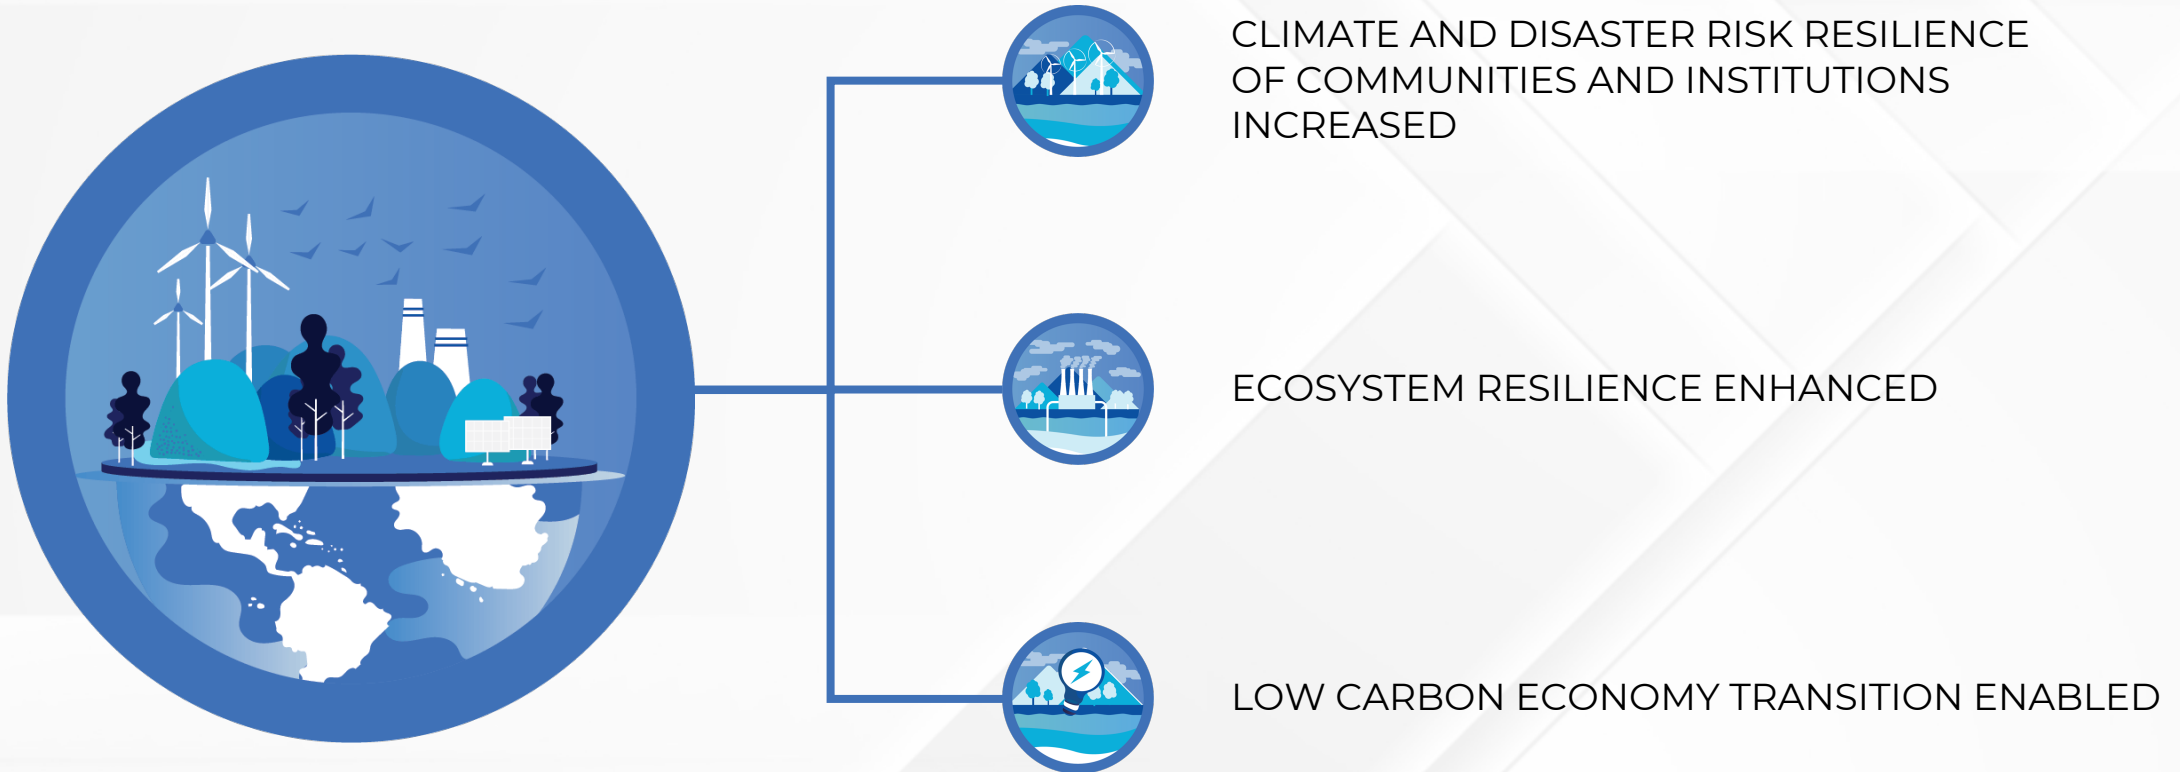 CLIMATE AND DISASTER RISK RESILIENCE
OF COMMUNITIES AND INSTITUTIONS
INCREASED
ECOSYSTEM RESILIENCE ENHANCED
LOW CARBON ECONOMY TRANSITION ENABLED